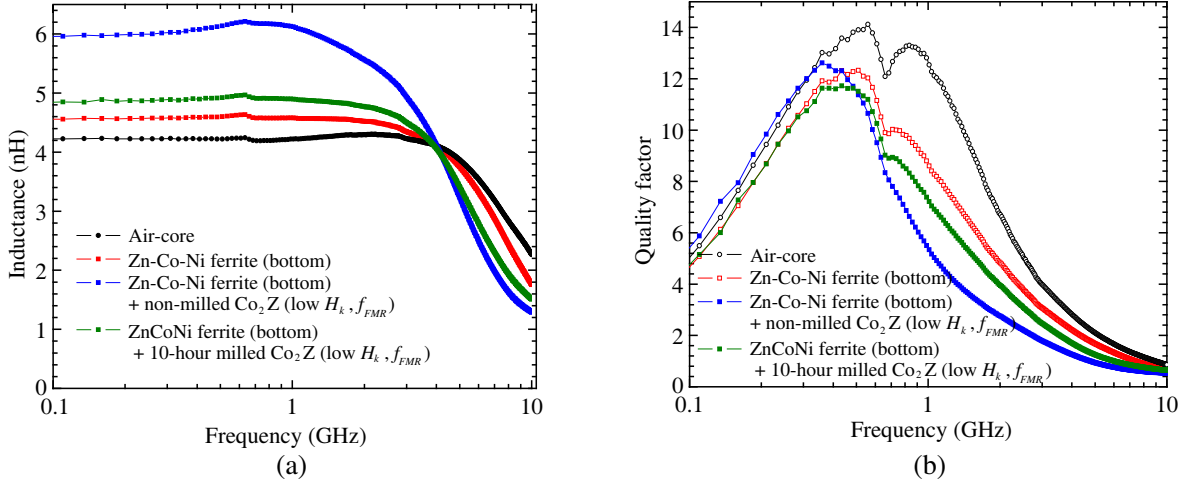 6
5
4
3
2
1
0
Inductance (nH)
Air-core
Zn-Co-Ni ferrite (bottom)
Zn-Co-Ni ferrite (bottom)
+ non-milled Co₂Z (low Hₖ, f_FMR)
ZnCoNi ferrite (bottom)
+ 10-hour milled Co₂Z (low Hₖ, f_FMR)
0.1 1 10
Frequency (GHz)
(a)
14
12
10
8
6
4
2
0
Quality factor
Air-core
Zn-Co-Ni ferrite (bottom)
Zn-Co-Ni ferrite (bottom)
+ non-milled Co₂Z (low Hₖ, f_FMR)
ZnCoNi ferrite (bottom)
+ 10-hour milled Co₂Z (low Hₖ, f_FMR)
0.1 1 10
Frequency (GHz)
(b)